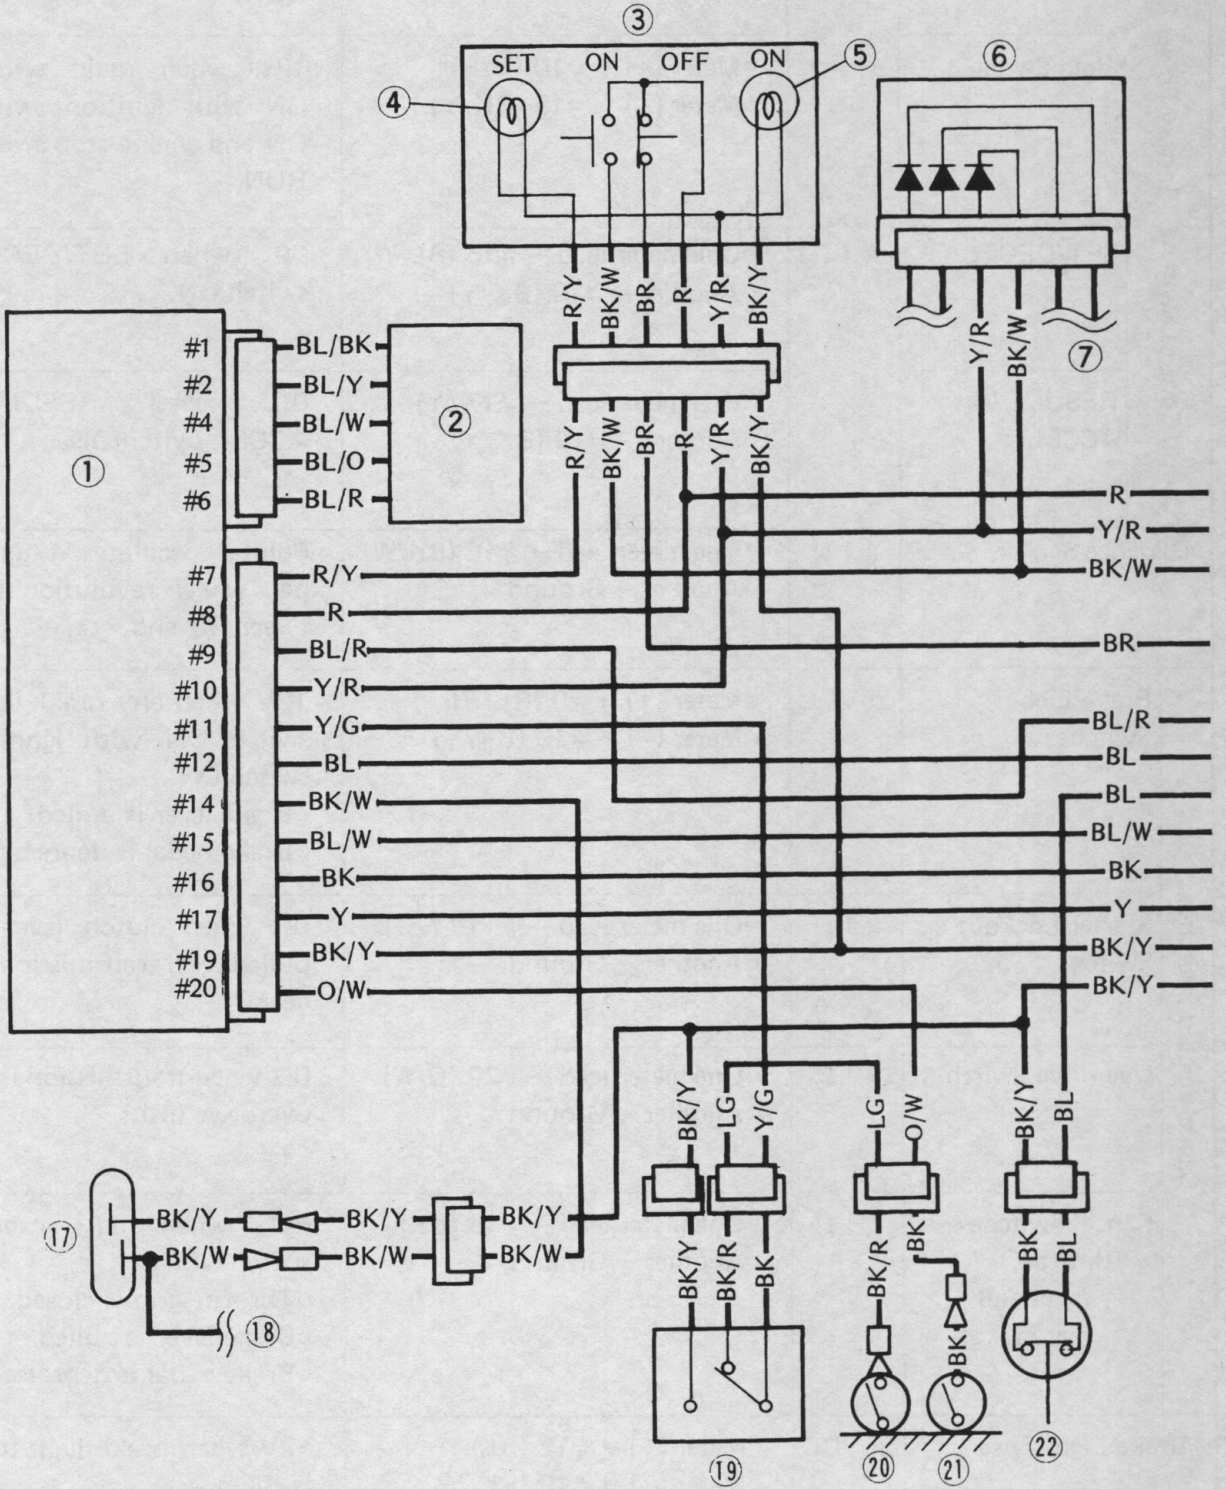 ③
SET ON OFF ON
④ ⑤ ⑥
R/Y BK/W BR R Y/R BK/Y
Y/R BK/W ⑦
①
②
#1 BL/BK
#2 BL/Y
#4 BL/W
#5 BL/O
#6 BL/R
R/Y BK/W BR R Y/R BK/Y
R
Y/R
BK/W
#7 R/Y
#8 R
#9 BL/R
BR
#10 Y/R
#11 Y/G
BL/R
#12 BL BL
#14 BK/W BL
#15 BL/W BL/W
#16 BK BK
#17 Y Y
#19 BK/Y BK/Y
#20 O/W BK/Y
BK/Y LG Y/G LG O/W BK/Y BL
⑰ BK/Y BK/Y BK/Y
BK/W BK/W BK/W
BK/Y BK/R BK BK/R BK BK BL
BK
⑱
⑲ ⑳ ㉑ ㉒